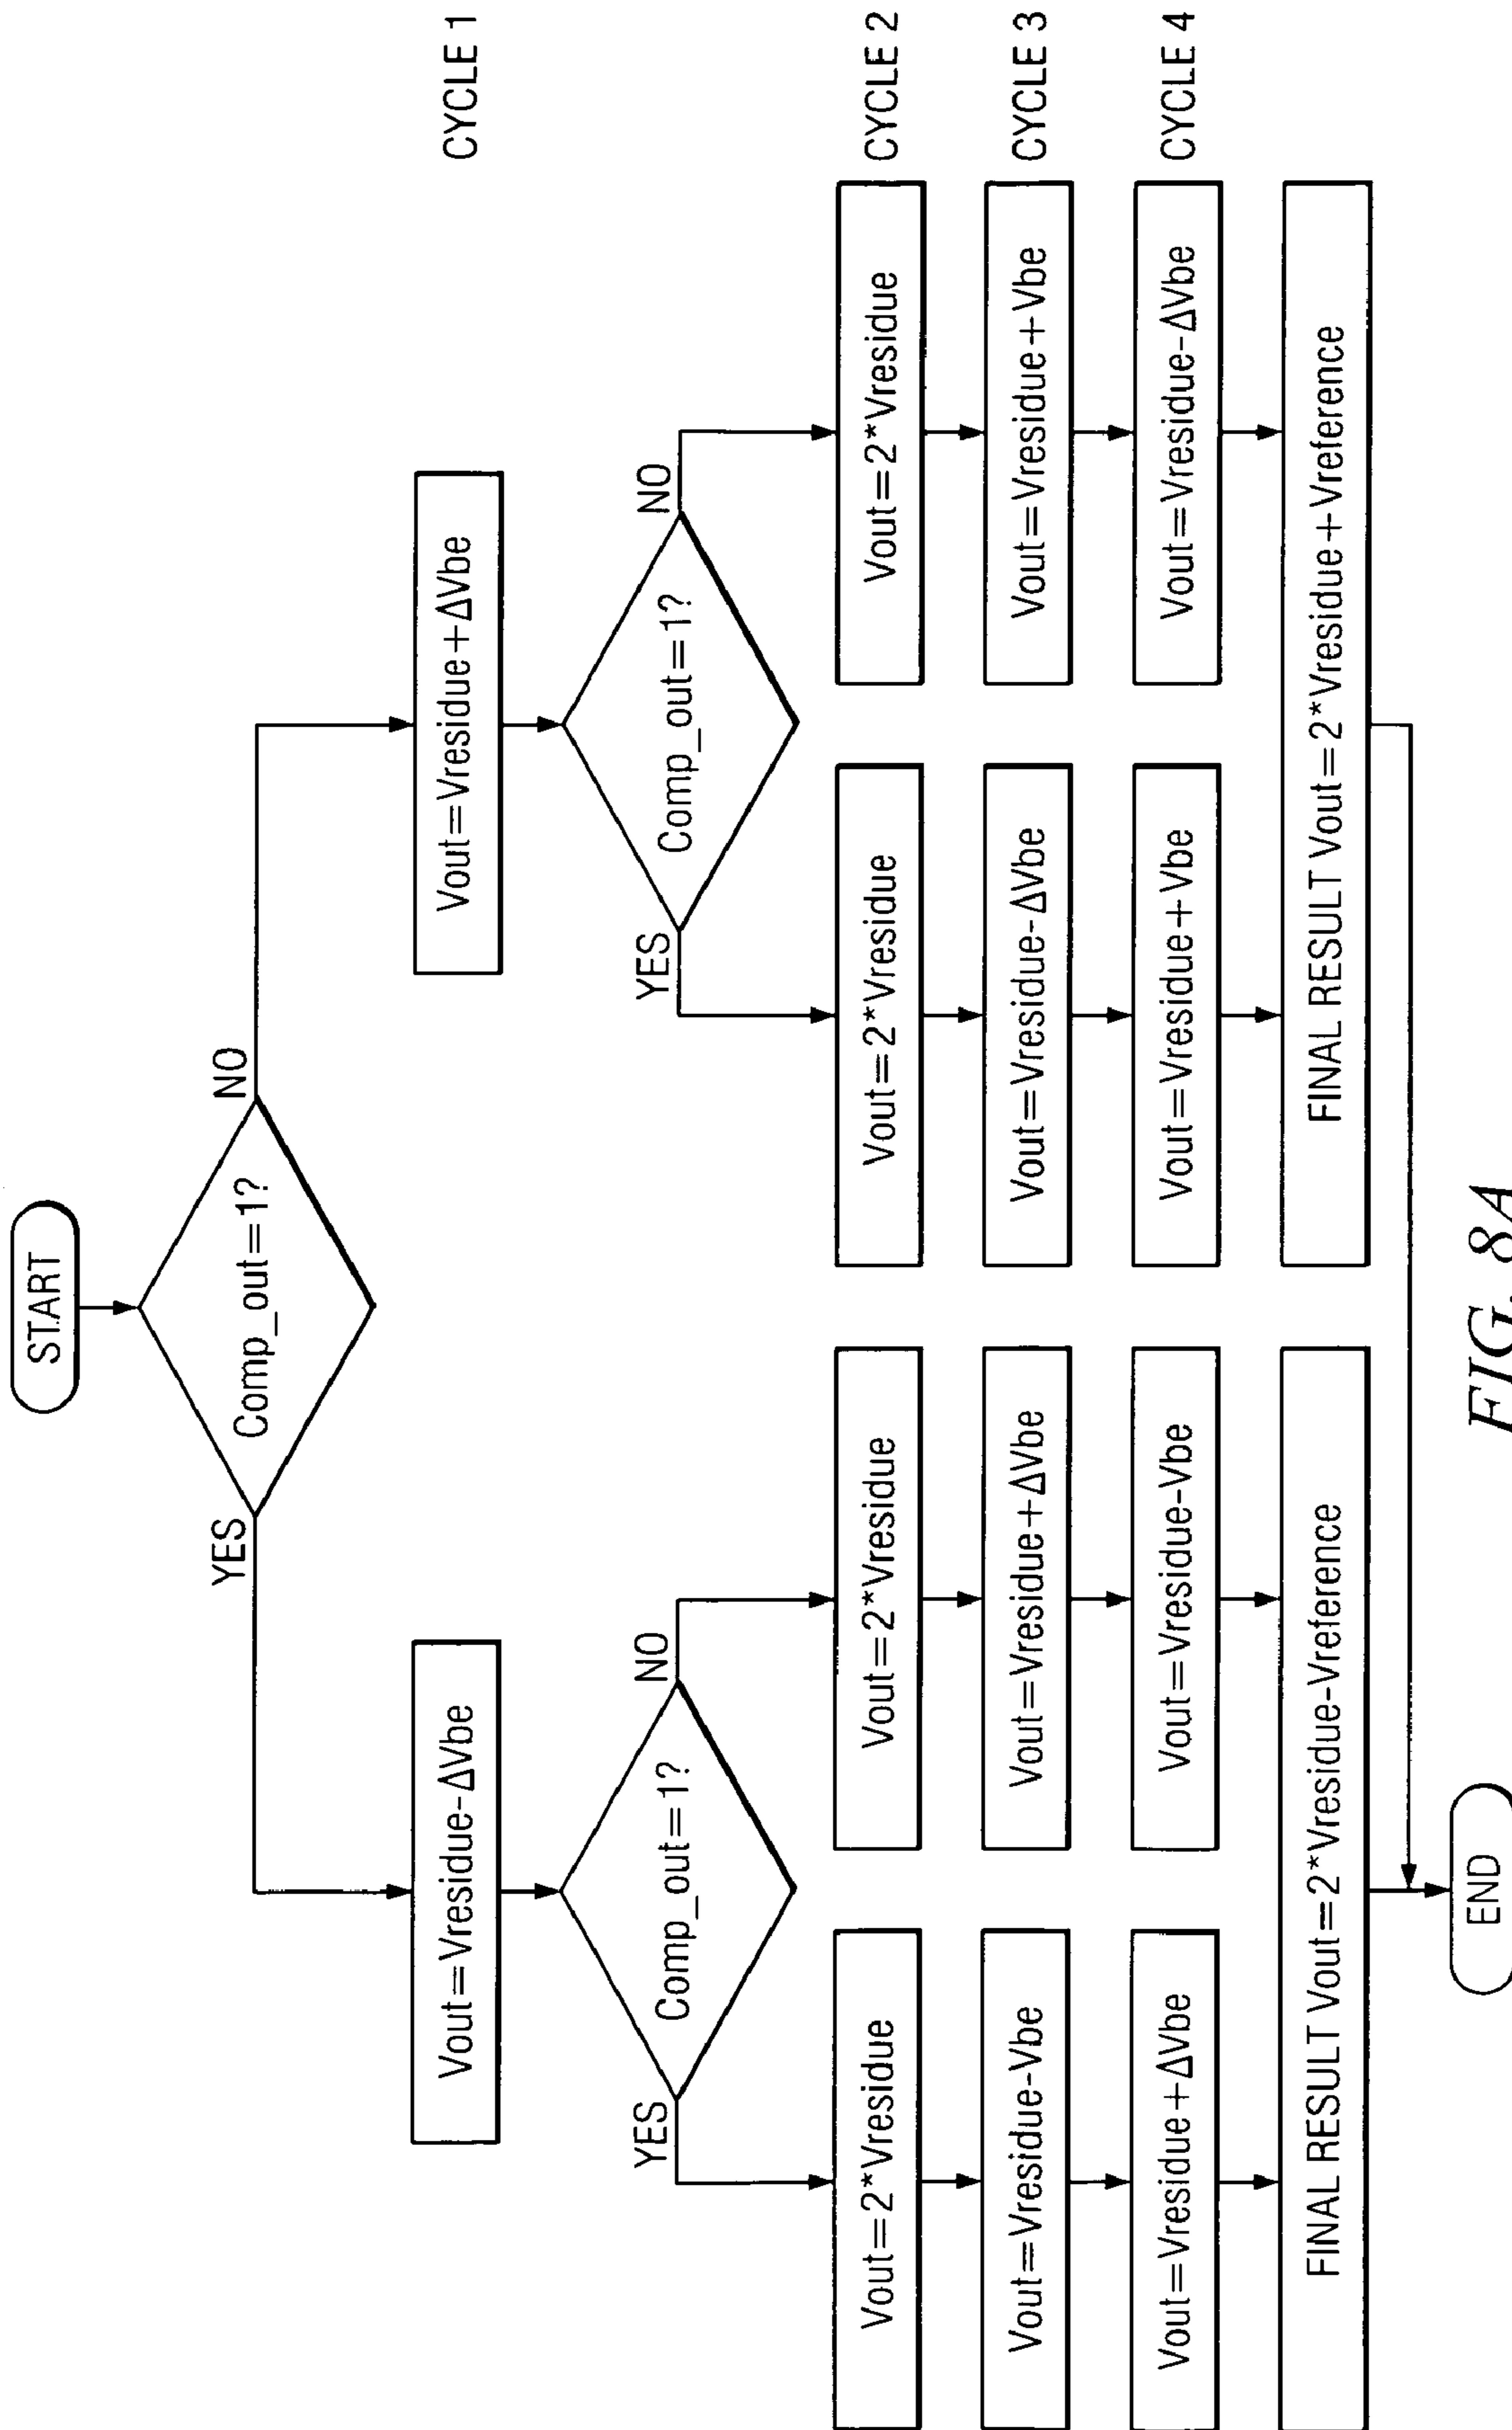 START
Comp_out=1?
YES
NO
CYCLE 1
Vout=Vresidue-ΔVbe
Vout=Vresidue+ΔVbe
Comp_out=1?
YES
NO
Comp_out=1?
YES
NO
Vout=2*Vresidue
Vout=2*Vresidue
Vout=2*Vresidue
Vout=2*Vresidue
CYCLE 2
Vout=Vresidue-Vbe
Vout=Vresidue+ΔVbe
Vout=Vresidue-ΔVbe
Vout=Vresidue+Vbe
CYCLE 3
Vout=Vresidue+ΔVbe
Vout=Vresidue-Vbe
Vout=Vresidue+Vbe
Vout=Vresidue-ΔVbe
CYCLE 4
FINAL RESULT Vout=2*Vresidue-Vreference
FINAL RESULT Vout=2*Vresidue+Vreference
END
FIG. 8A